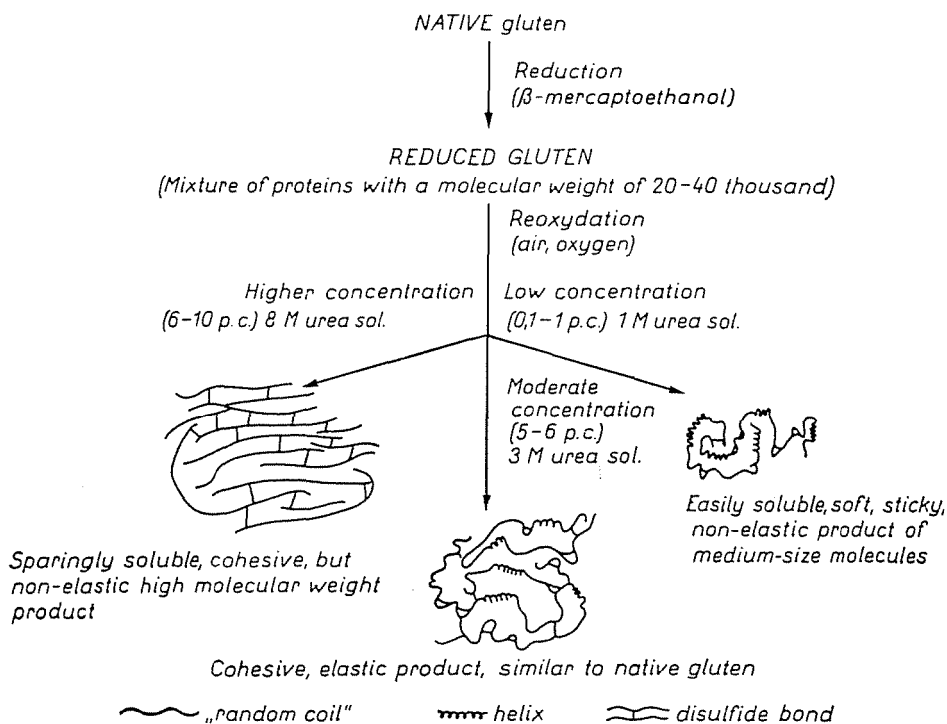 NATIVE gluten
Reduction
(β-mercaptoethanol)
REDUCED GLUTEN
(Mixture of proteins with a molecular weight of 20-40 thousand)
Reoxydation
(air, oxygen)
Higher concentration
(6-10 p.c.) 8 M urea sol.
Low concentration
(0,1-1 p.c.) 1 M urea sol.
Moderate
concentration
(5-6 p.c.)
3 M urea sol.
Sparingly soluble, cohesive, but
non-elastic high molecular weight
product
Easily soluble, soft, sticky,
non-elastic product of
medium-size molecules
Cohesive, elastic product, similar to native gluten
„random coil" helix disulfide bond